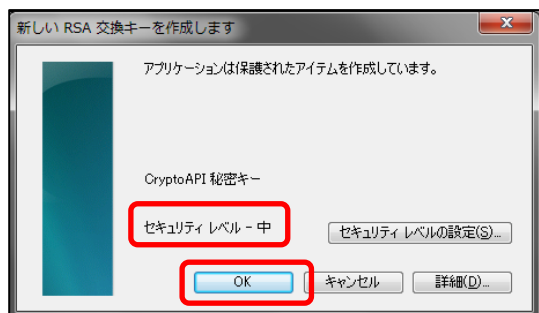 新しい RSA 交換キーを作成します
アプリケーションは保護されたアイテムを作成しています。
CryptoAPI 秘密キー
セキュリティ レベル - 中
セキュリティ レベルの設定(S)...
OK
キャンセル
詳細(D)...